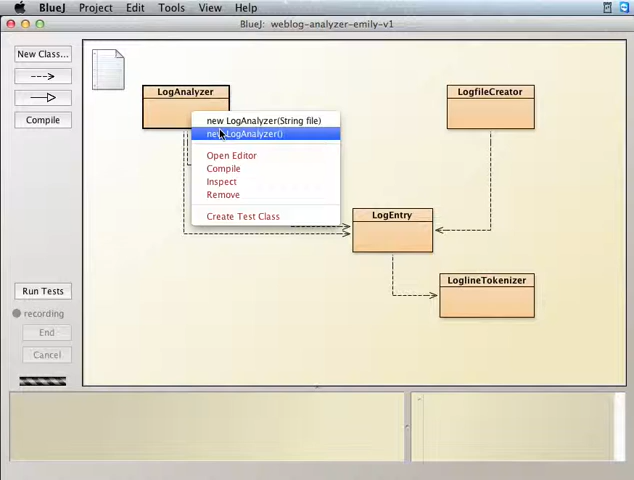 BlueJ Project Edit Tools View Help
BlueJ: weblog-analyzer-emily-v1
New Class...
Compile
LogAnalyzer
LogfileCreator
new LogAnalyzer(String file)
new LogAnalyzer()
Open Editor
Compile
Inspect
Remove
Create Test Class
LogEntry
LoglineTokenizer
Run Tests
recording
End
Cancel